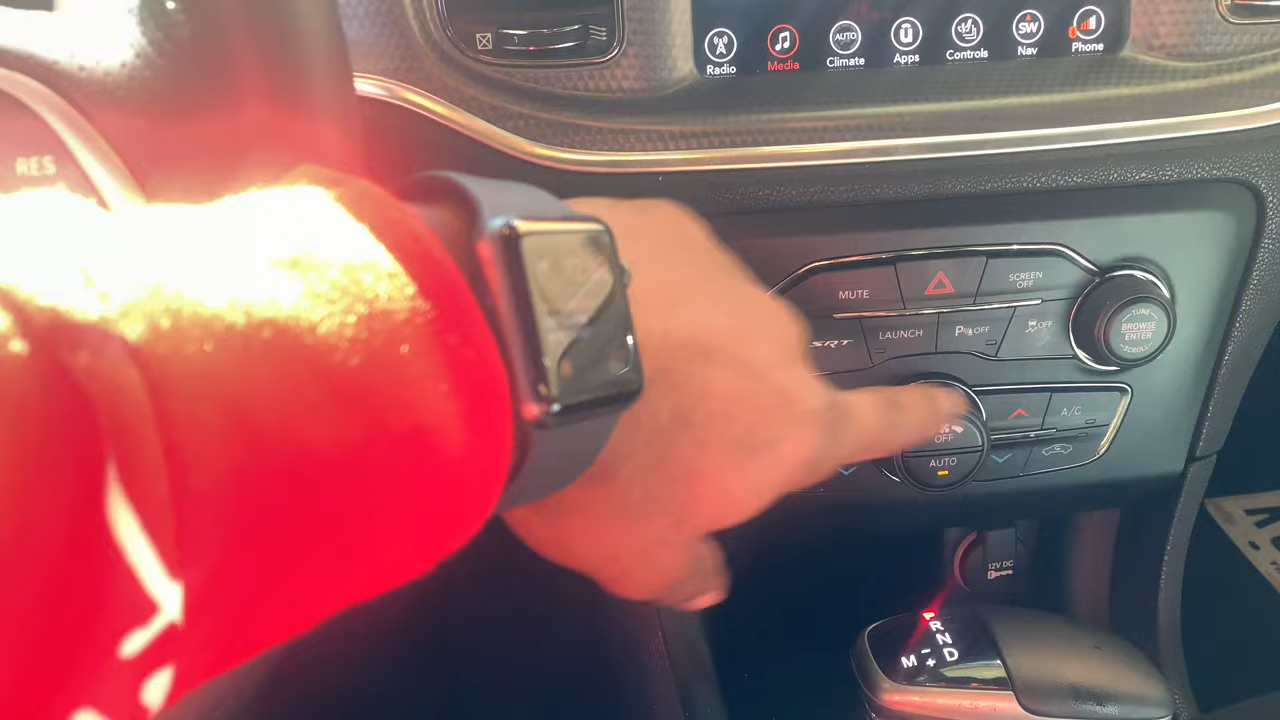 RES
AUTO
SW
Radio
Media
Climate
Apps
Controls
Nav
Phone
MUTE
SCREEN
OFF
SRT
LAUNCH
P OFF
OFF
TUNE
BROWSE
ENTER
SCROLL
OFF
A/C
AUTO
12V DC
R
N
D
M - +